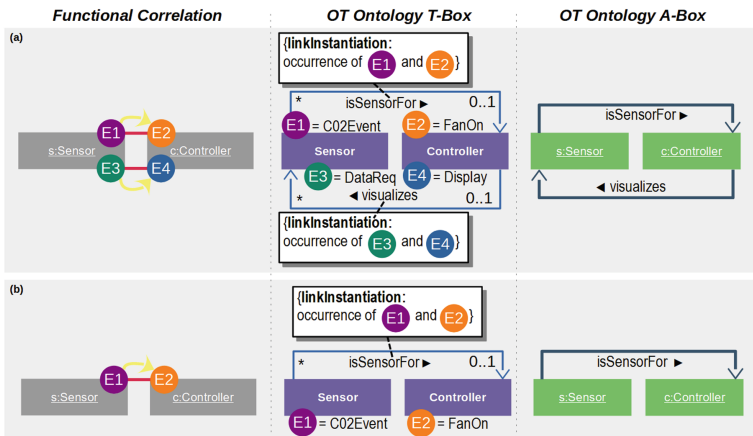 Functional Correlation
OT Ontology T-Box
OT Ontology A-Box
(a)
{linkInstantiation:
occurrence of E1 and E2 }
* isSensorFor ► 0..1
E1 E2
s:Sensor c:Controller
E3 E4
E1 = C02Event E2 = FanOn
Sensor Controller
E3 = DataReq E4 = Display
* ◄ visualizes 0..1
{linkInstantiation:
occurrence of E3 and E4 }
isSensorFor ►
s:Sensor c:Controller
◄ visualizes
(b)
{linkInstantiation:
occurrence of E1 and E2 }
E1 E2
s:Sensor c:Controller
* isSensorFor ► 0..1
Sensor Controller
E1 = C02Event E2 = FanOn
isSensorFor ►
s:Sensor c:Controller